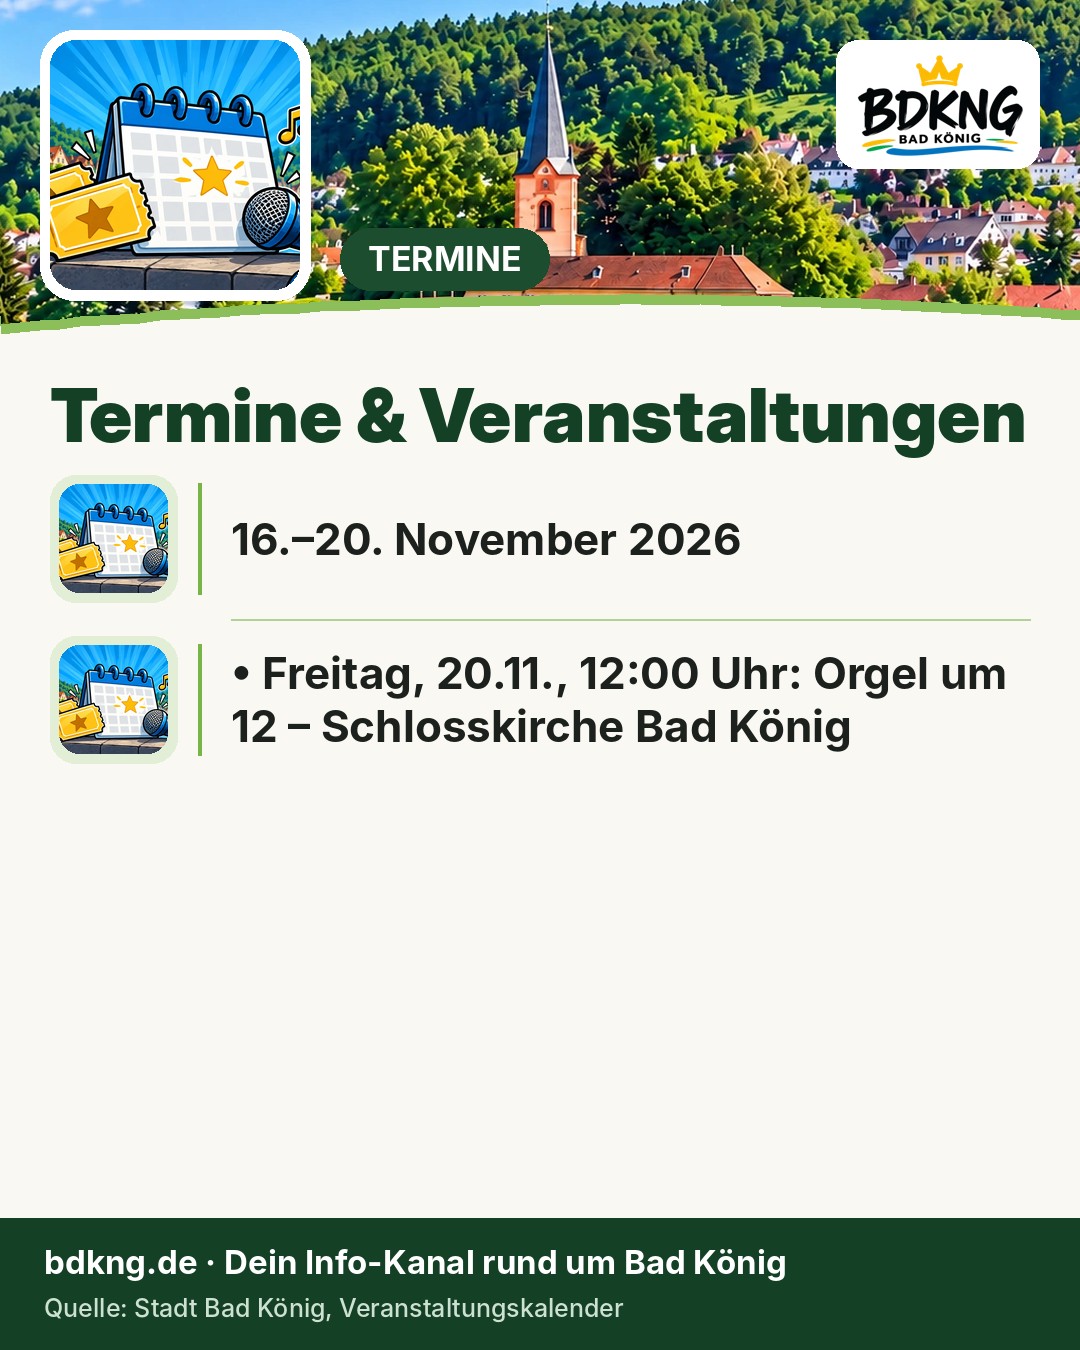 BDKNG
BAD KÖNIG
TERMINE
Termine & Veranstaltungen
16.–20. November 2026
• Freitag, 20.11., 12:00 Uhr: Orgel um
12 – Schlosskirche Bad König
bdkng.de · Dein Info-Kanal rund um Bad König
Quelle: Stadt Bad König, Veranstaltungskalender